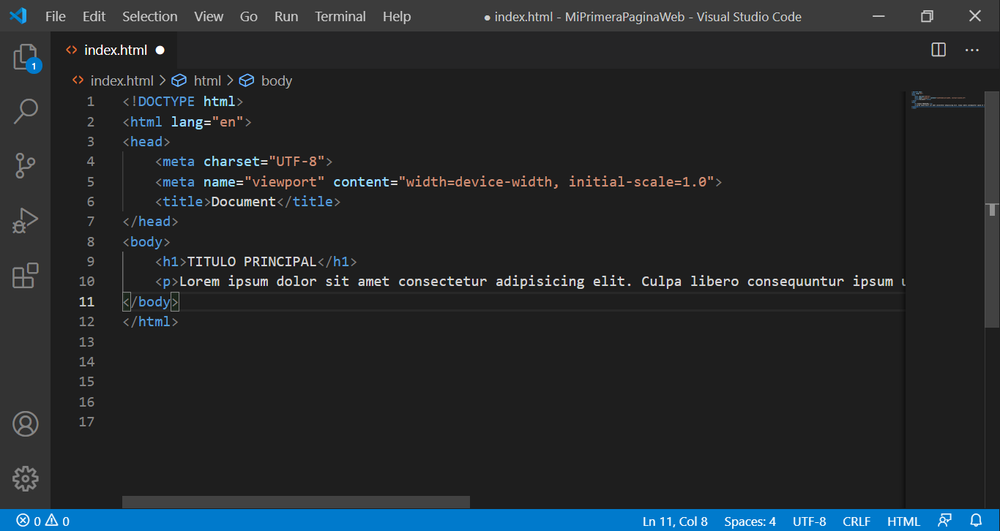 File Edit Selection View Go Run Terminal Help ● index.html - MiPrimeraPaginaWeb - Visual Studio Code
index.html ●
1
index.html > html > body
1 <!DOCTYPE html>
2 <html lang="en">
3 <head>
4 <meta charset="UTF-8">
5 <meta name="viewport" content="width=device-width, initial-scale=1.0">
6 <title>Document</title>
7 </head>
8 <body>
9 <h1>TITULO PRINCIPAL</h1>
10 <p>Lorem ipsum dolor sit amet consectetur adipisicing elit. Culpa libero consequuntur ipsum
11 </body>
12 </html>
13
14
15
16
17
0 0 Ln 11, Col 8 Spaces: 4 UTF-8 CRLF HTML